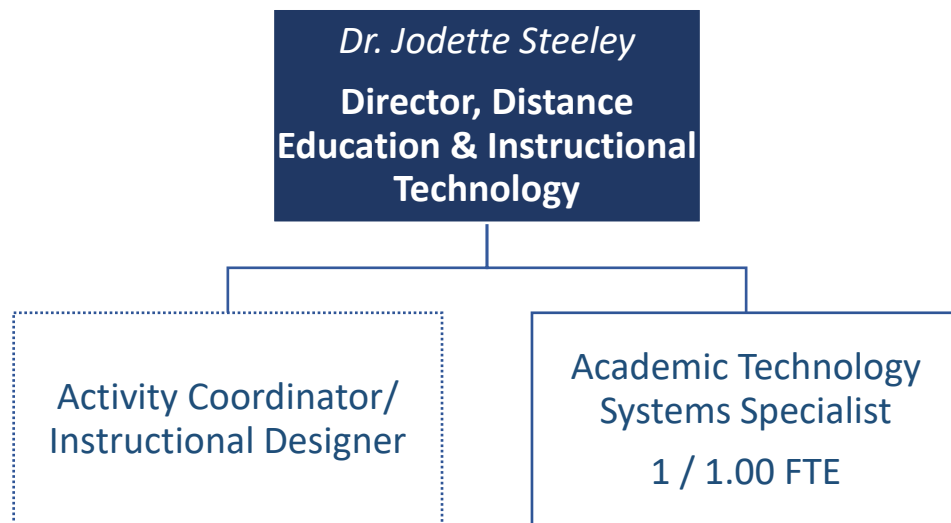 Dr. Jodette Steeley
Director, Distance
Education & Instructional
Technology
Activity Coordinator/
Instructional Designer
Academic Technology
Systems Specialist
1 / 1.00 FTE